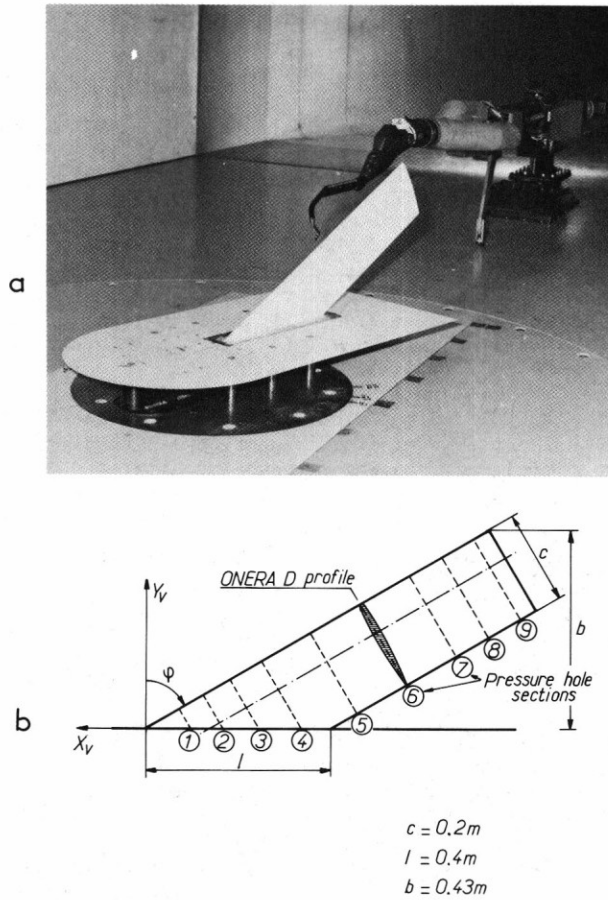 a
b
ONERA D profile
Y_V
φ
X_V
c
b
l
1
2
3
4
5
6
7
8
9
Pressure hole
sections
c = 0.2m
l = 0.4m
b = 0.43m